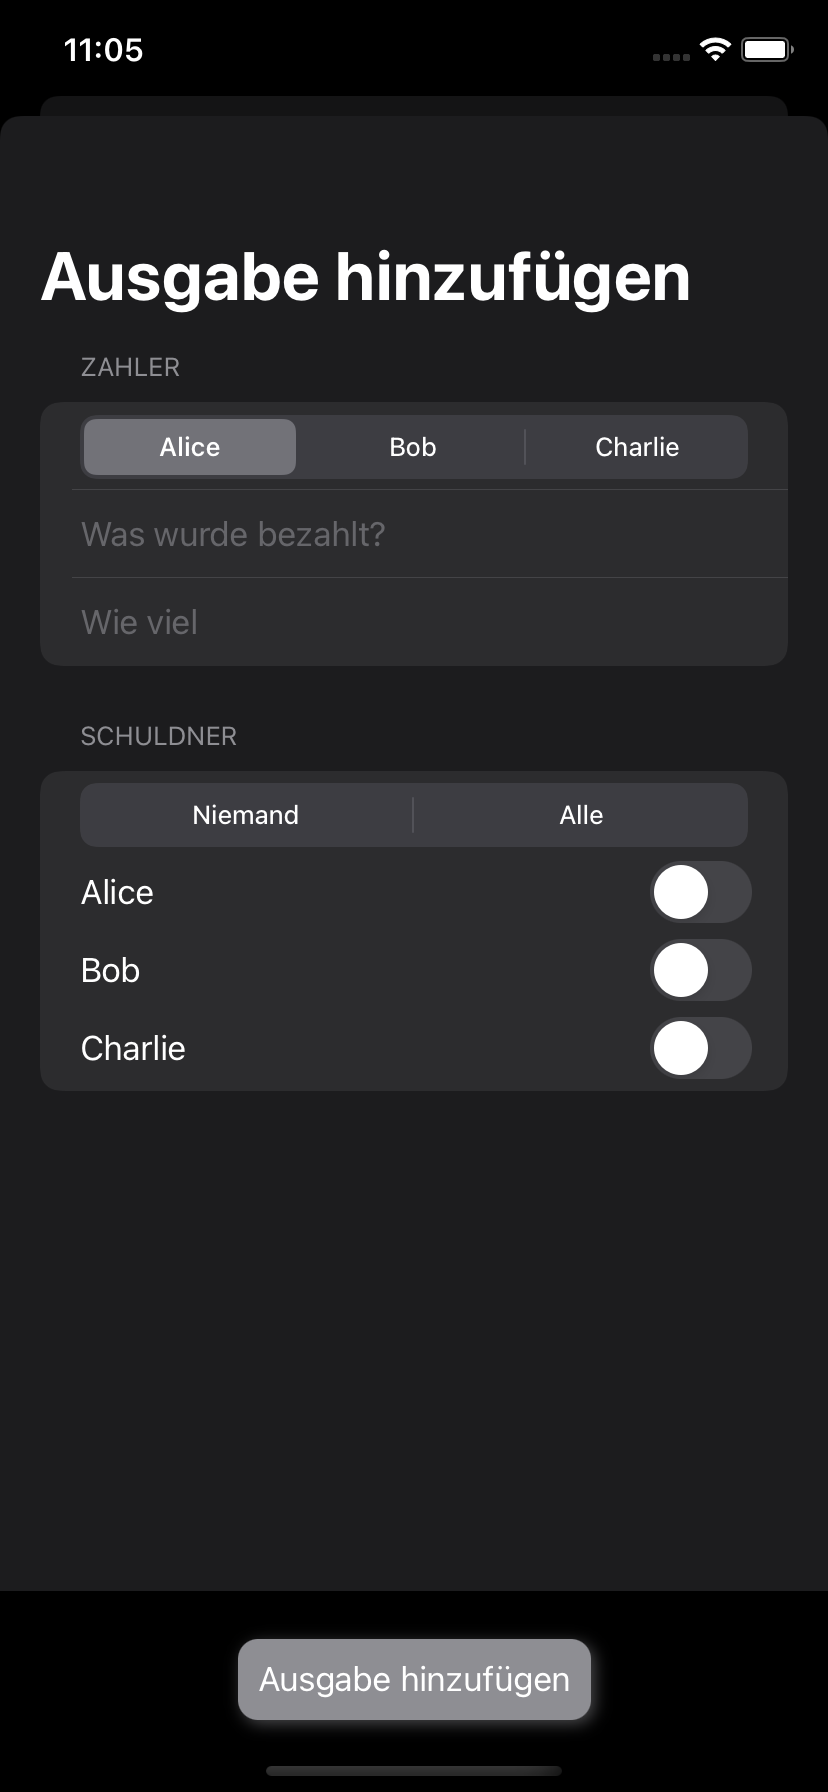 11:05
Ausgabe hinzufügen
ZAHLER
Alice Bob Charlie
Was wurde bezahlt?
Wie viel
SCHULDNER
Niemand Alle
Alice
Bob
Charlie
Ausgabe hinzufügen